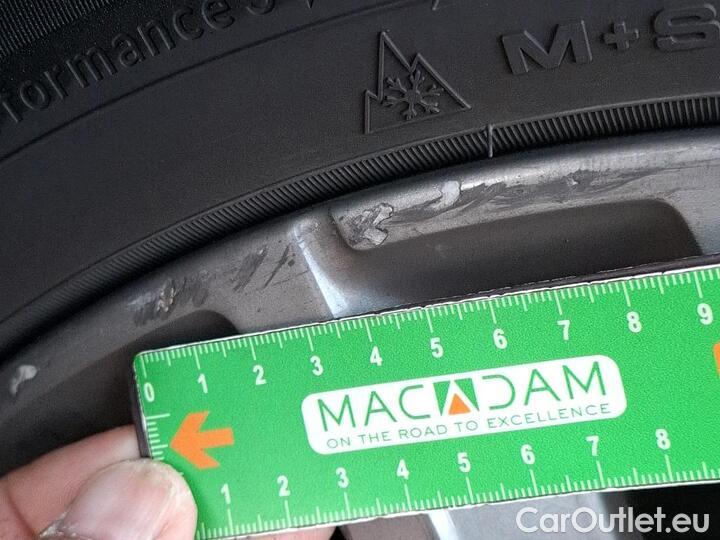 M+S
0 1 2 3 4 5 6 7 8 9
MACADAM
ON THE ROAD TO EXCELLENCE
1 2 3 4 5 6 7 8
CarOutlet.eu